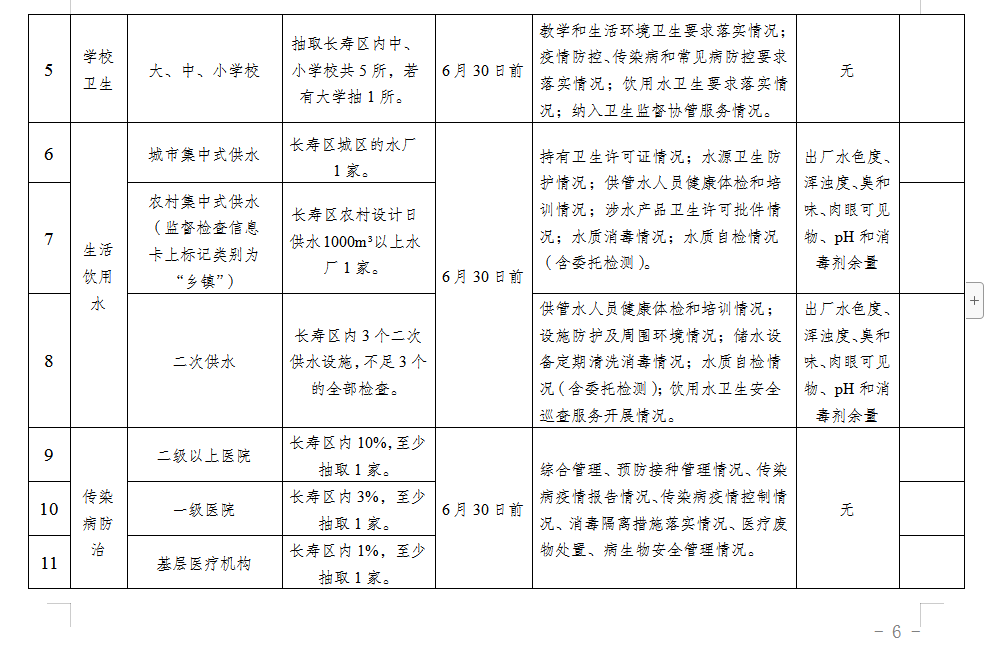 5
学校
卫生
大、中、小学校
抽取长寿区内中、
小学校共 5 所，若
有大学抽 1 所。
6 月 30 日前
教学和生活环境卫生要求落实情况；
疫情防控、传染病和常见病防控要求
落实情况；饮用水卫生要求落实情
况；纳入卫生监督协管服务情况。
无
6
生活
饮用
水
城市集中式供水
长寿区城区的水厂
1 家。
6 月 30 日前
持有卫生许可证情况；水源卫生防
护情况；供管水人员健康体检和培
训情况；涉水产品卫生许可批件情
况；水质消毒情况；水质自检情况
（含委托检测）。
出厂水色度、
浑浊度、臭和
味、肉眼可见
物、pH 和消
毒剂余量
7
农村集中式供水
（监督检查信息
卡上标记类别为
“乡镇”）
长寿区农村设计日
供水 1000m³以上水
厂 1 家。
8
二次供水
长寿区内 3 个二次
供水设施，不足 3 个
的全部检查。
供管水人员健康体检和培训情况；
设施防护及周围环境情况；储水设
备定期清洗消毒情况；水质自检情
况（含委托检测）；饮用水卫生安全
巡查服务开展情况。
出厂水色度、
浑浊度、臭和
味、肉眼可见
物、pH 和消
毒剂余量
9
传染
病防
治
二级以上医院
长寿区内 10%，至少
抽取 1 家。
6 月 30 日前
综合管理、预防接种管理情况、传染
病疫情报告情况、传染病疫情控制情
况、消毒隔离措施落实情况、医疗废
物处置、病生物安全管理情况。
无
10
一级医院
长寿区内 3%，至少
抽取 1 家。
11
基层医疗机构
长寿区内 1%，至少
抽取 1 家。
- 6 -